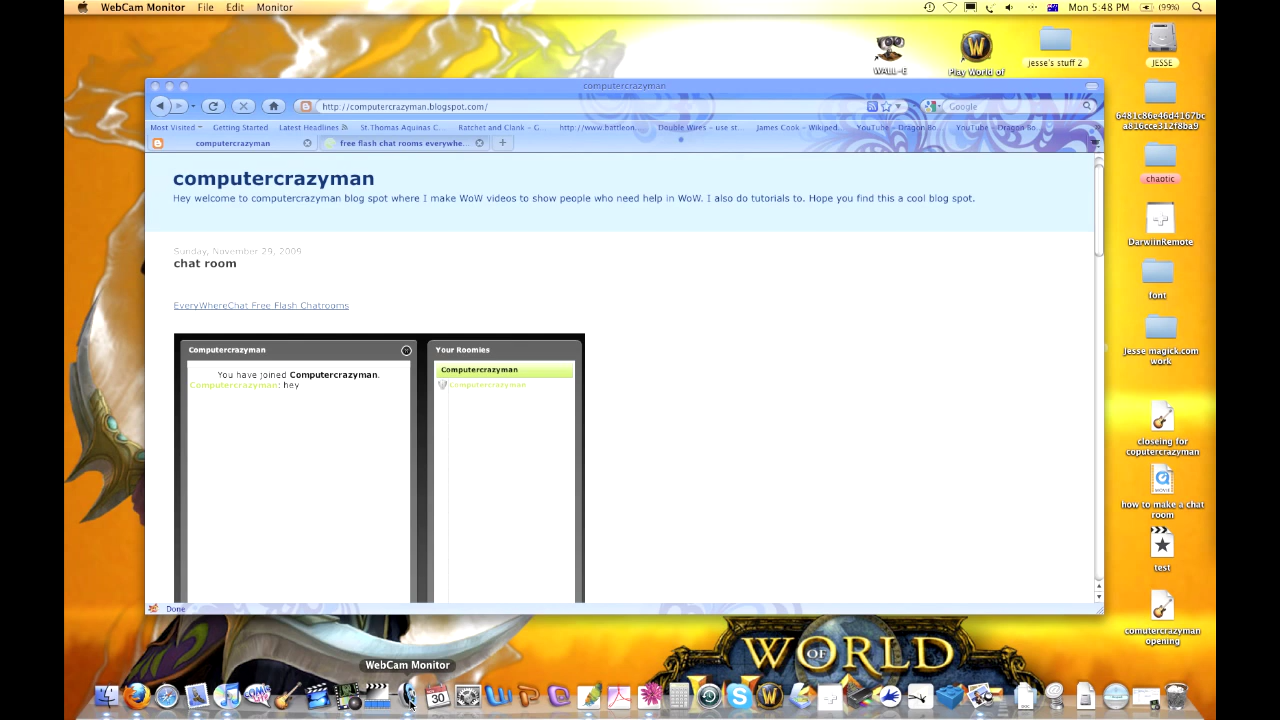 WebCam Monitor File Edit Monitor
Mon 5:48 PM (99%)
WALL-E
Play World of
jesse's stuff 2
JESSE
computercrazyman
http://computercrazyman.blogspot.com/
Google
Most Visited Getting Started Latest Headlines St.Thomas Aquinas C... Ratchet and Clank - G... http://www.battleon... Double Wires - use st... James Cook - Wikiped... YouTube - Dragon Bo... YouTube - Dragon Bo...
computercrazyman free flash chat rooms everywhe...
computercrazyman
Hey welcome to computercrazyman blog spot where I make WoW videos to show people who need help in WoW. I also do tutorials to. Hope you find this a cool blog spot.
Sunday, November 29, 2009
chat room
EveryWhereChat Free Flash Chatrooms
Computercrazyman
Your Roomies
You have joined Computercrazyman.
Computercrazyman: hey
Computercrazyman
Computercrazyman
Done
6481c86e46d4167bc
a816cce312f8ba9
chaotic
DarwiinRemote
font
jesse magick.com
work
closeing for
coputercrazyman
MOVIE
how to make a chat
room
test
comutercrazyman
opening
WORLD
OF
WebCam Monitor
30